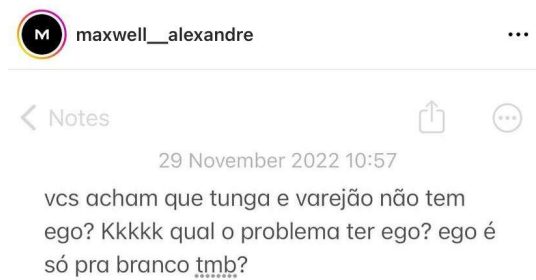 M
maxwell__alexandre
Notes
29 November 2022 10:57
vcs acham que tunga e varejão não tem
ego? Kkkkk qual o problema ter ego? ego é
só pra branco tmb?